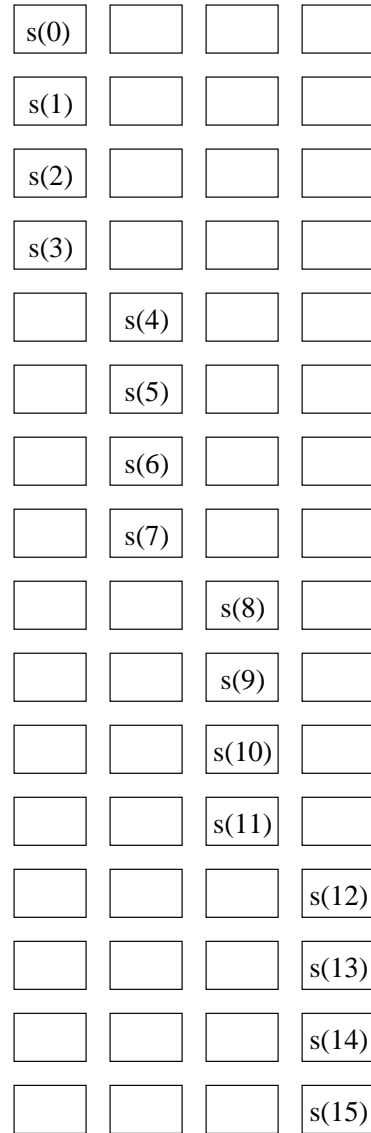 s(0)
s(1)
s(2)
s(3)
s(4)
s(5)
s(6)
s(7)
s(8)
s(9)
s(10)
s(11)
s(12)
s(13)
s(14)
s(15)